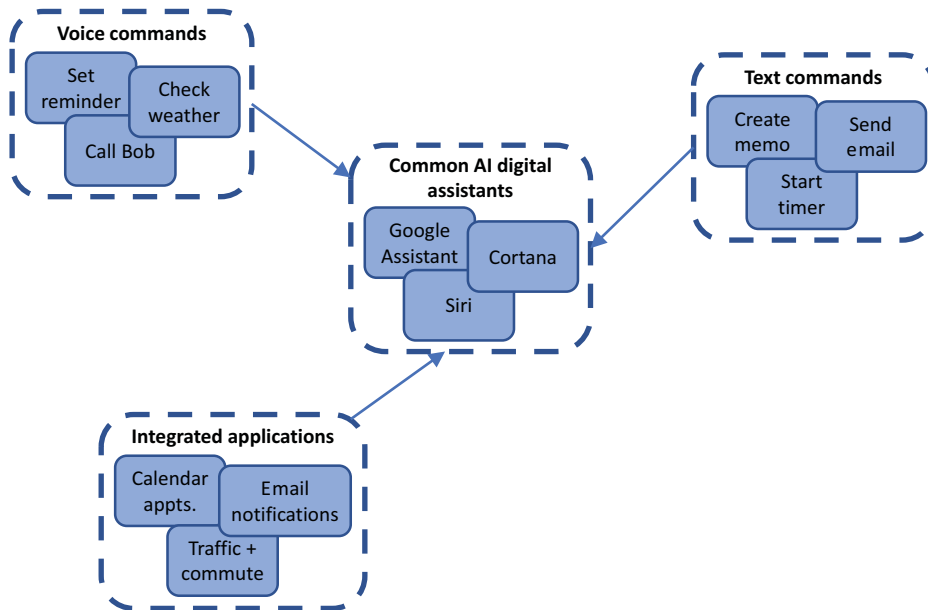 Voice commands
Set
reminder
Check
weather
Call Bob
Text commands
Create
memo
Send
email
Start
timer
Common AI digital
assistants
Google
Assistant
Cortana
Siri
Integrated applications
Calendar
appts.
Email
notifications
Traffic +
commute